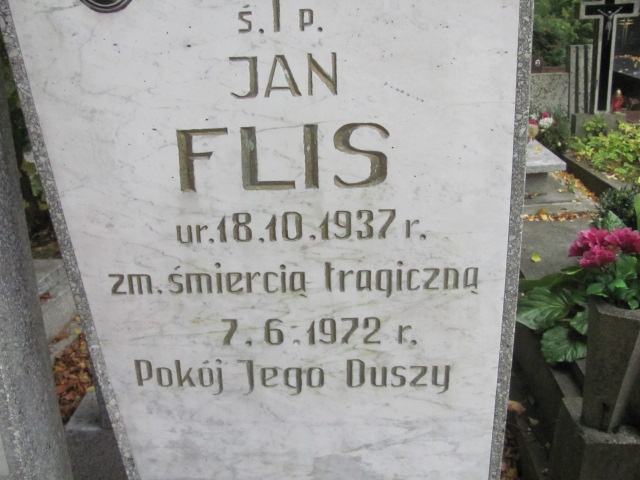 ś. † p.
JAN
FLIS
ur. 18.10.1937 r.
zm. śmiercią tragiczną
7.6.1972 r.
Pokój Jego Duszy